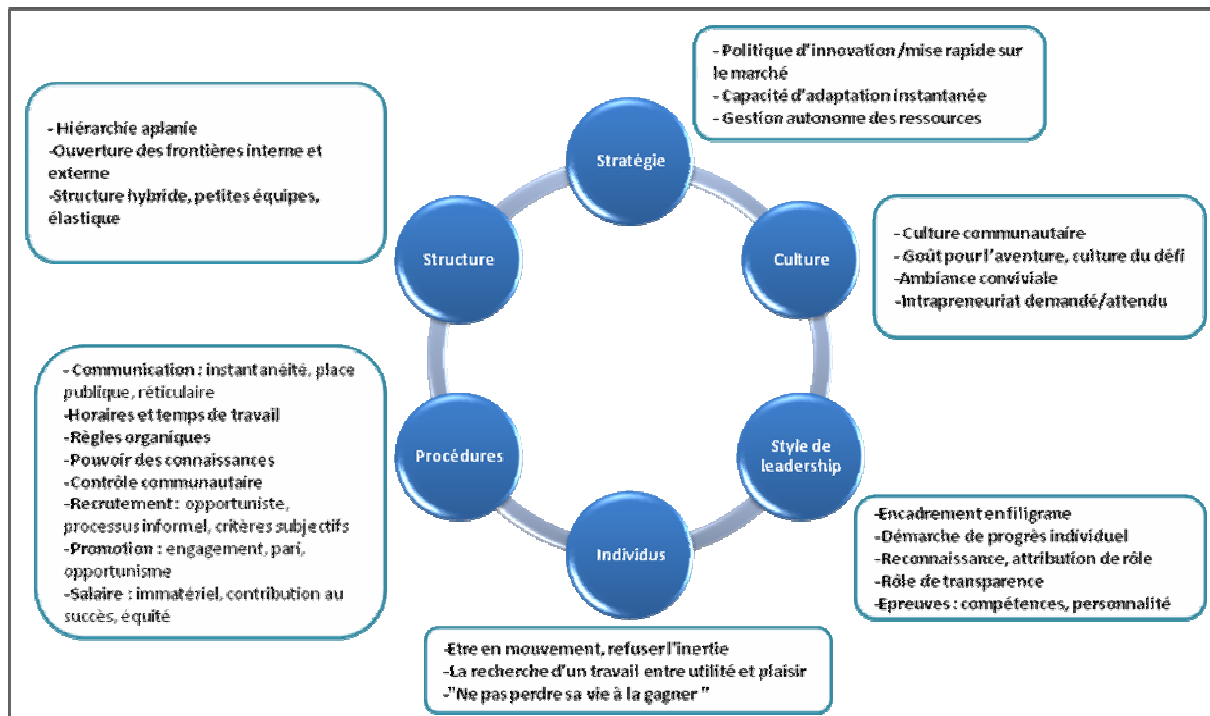 - Politique d'innovation /mise rapide sur
le marché
- Capacité d'adaptation instantanée
- Gestion autonome des ressources
Stratégie
- Hiérarchie aplanie
-Ouverture des frontières interne et
externe
-Structure hybride, petites équipes,
élastique
Structure
Culture
- Culture communautaire
- Goût pour l'aventure, culture du défi
-Ambiance conviviale
-Intrapreneuriat demandé/attendu
- Communication : instantanéité, place
publique, réticulaire
-Horaires et temps de travail
-Règles organiques
-Pouvoir des connaissances
-Contrôle communautaire
-Recrutement : opportuniste,
processus informel, critères subjectifs
-Promotion : engagement, pari,
opportunisme
-Salaire : immatériel, contribution au
succès, équité
Procédures
Style de
leadership
-Encadrement en filigrane
-Démarche de progrès individuel
-Reconnaissance, attribution de rôle
-Rôle de transparence
-Epreuves : compétences, personnalité
Individus
-Etre en mouvement, refuser l'inertie
-La recherche d'un travail entre utilité et plaisir
-"Ne pas perdre sa vie à la gagner "